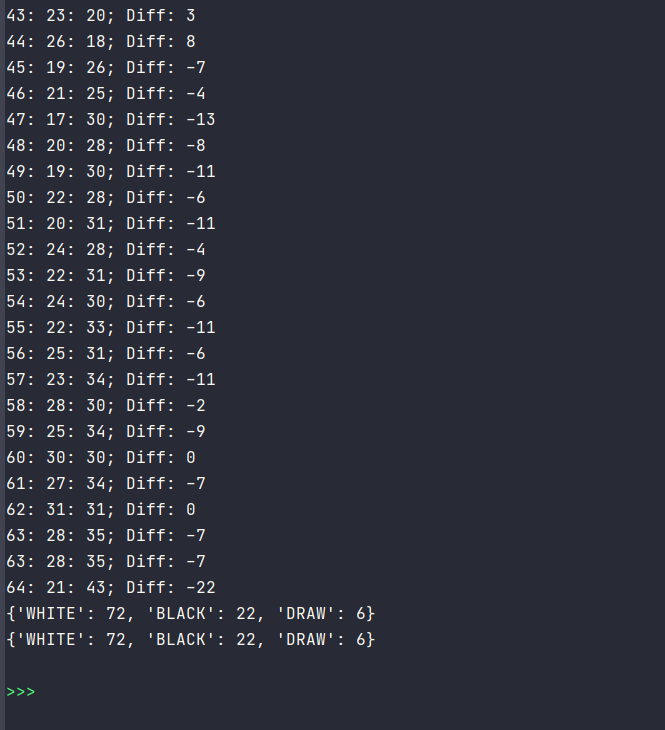 43: 23: 20; Diff: 3
44: 26: 18; Diff: 8
45: 19: 26; Diff: -7
46: 21: 25; Diff: -4
47: 17: 30; Diff: -13
48: 20: 28; Diff: -8
49: 19: 30; Diff: -11
50: 22: 28; Diff: -6
51: 20: 31; Diff: -11
52: 24: 28; Diff: -4
53: 22: 31; Diff: -9
54: 24: 30; Diff: -6
55: 22: 33; Diff: -11
56: 25: 31; Diff: -6
57: 23: 34; Diff: -11
58: 28: 30; Diff: -2
59: 25: 34; Diff: -9
60: 30: 30; Diff: 0
61: 27: 34; Diff: -7
62: 31: 31; Diff: 0
63: 28: 35; Diff: -7
63: 28: 35; Diff: -7
64: 21: 43; Diff: -22
{'WHITE': 72, 'BLACK': 22, 'DRAW': 6}
{'WHITE': 72, 'BLACK': 22, 'DRAW': 6}
>>>